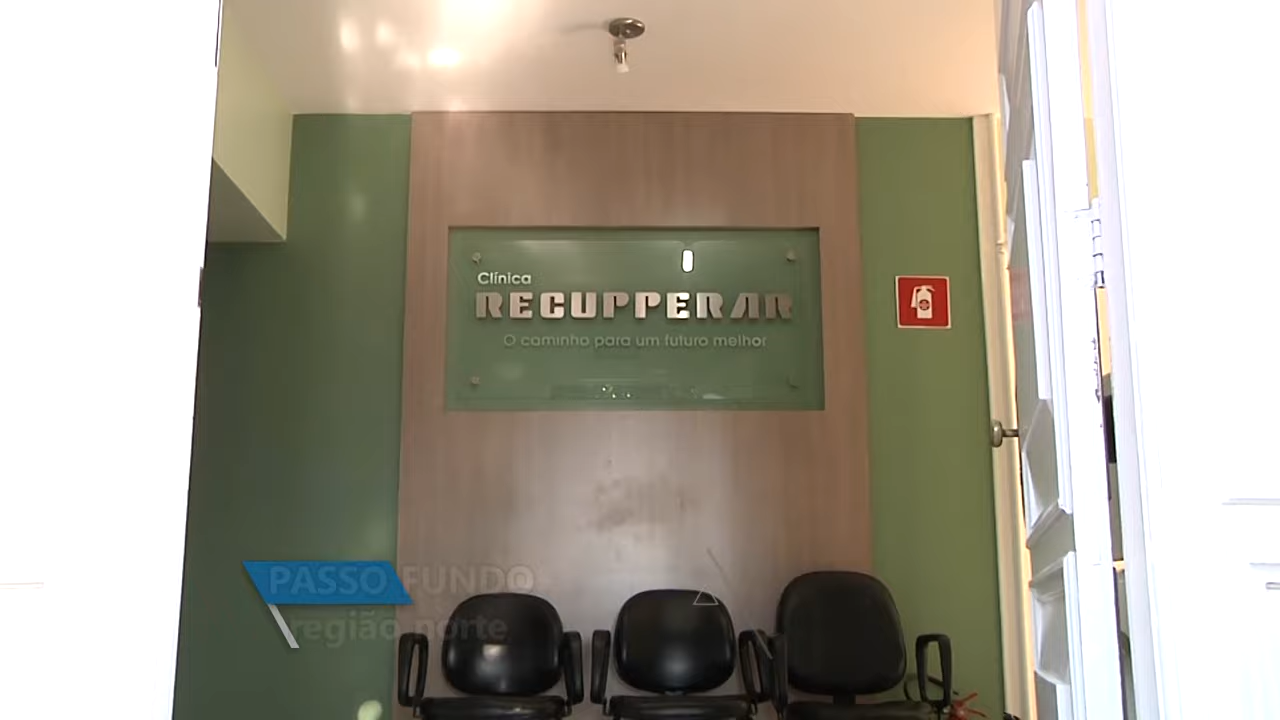 Clínica
RECUPPERAR
O caminho para um futuro melhor
PASSO FUNDO
região norte